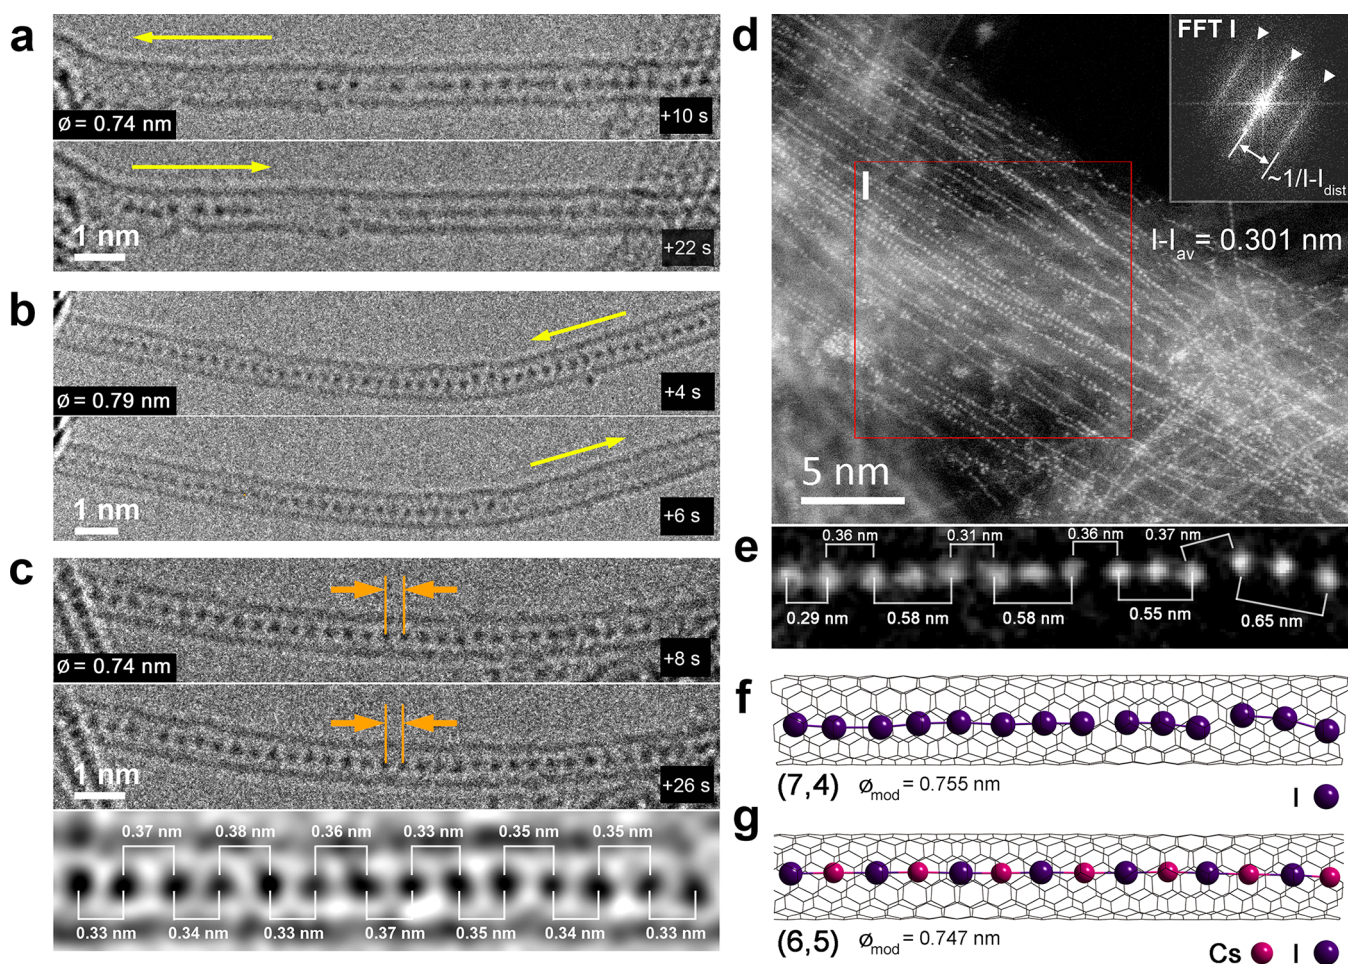 a
ø = 0.74 nm
+10 s
1 nm
+22 s
b
ø = 0.79 nm
+4 s
1 nm
+6 s
c
ø = 0.74 nm
+8 s
1 nm
+26 s
0.37 nm 0.38 nm 0.36 nm 0.33 nm 0.35 nm 0.35 nm
0.33 nm 0.34 nm 0.33 nm 0.37 nm 0.35 nm 0.34 nm 0.33 nm
d
FFT I
~1/I-Idist
I
I-Iav = 0.301 nm
5 nm
e
0.36 nm 0.31 nm 0.36 nm 0.37 nm
0.29 nm 0.58 nm 0.58 nm 0.55 nm 0.65 nm
f
(7,4) ømod = 0.755 nm
I
g
(6,5) ømod = 0.747 nm
Cs I